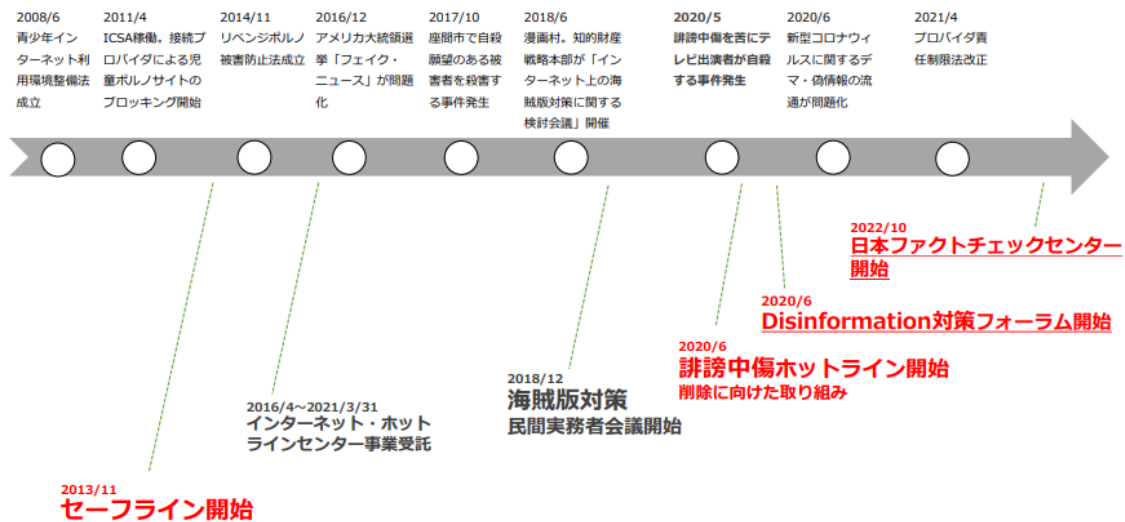 2008/6
青少年イン
ターネット利
用環境整備法
成立
2011/4
ICSA稼働。接続プ
ロバイダによる児
童ポルノサイトの
ブロッキング開始
2014/11
リベンジポルノ
被害防止法成立
2016/12
アメリカ大統領選
挙「フェイク・
ニュース」が問題
化
2017/10
座間市で自殺
願望のある被
害者を殺害す
る事件発生
2018/6
漫画村。知的財産
戦略本部が「イン
ターネット上の海
賊版対策に関する
検討会議」開催
2020/5
誹謗中傷を苦にテ
レビ出演者が自殺
する事件発生
2020/6
新型コロナウィ
ルスに関するデ
マ・偽情報の流
通が問題化
2021/4
プロバイダ責
任制限法改正
2022/10
日本ファクトチェックセンター
開始
2020/6
Disinformation対策フォーラム開始
2020/6
誹謗中傷ホットライン開始
削除に向けた取り組み
2018/12
海賊版対策
民間実務者会議開始
2016/4～2021/3/31
インターネット・ホット
ラインセンター事業受託
2013/11
セーフライン開始